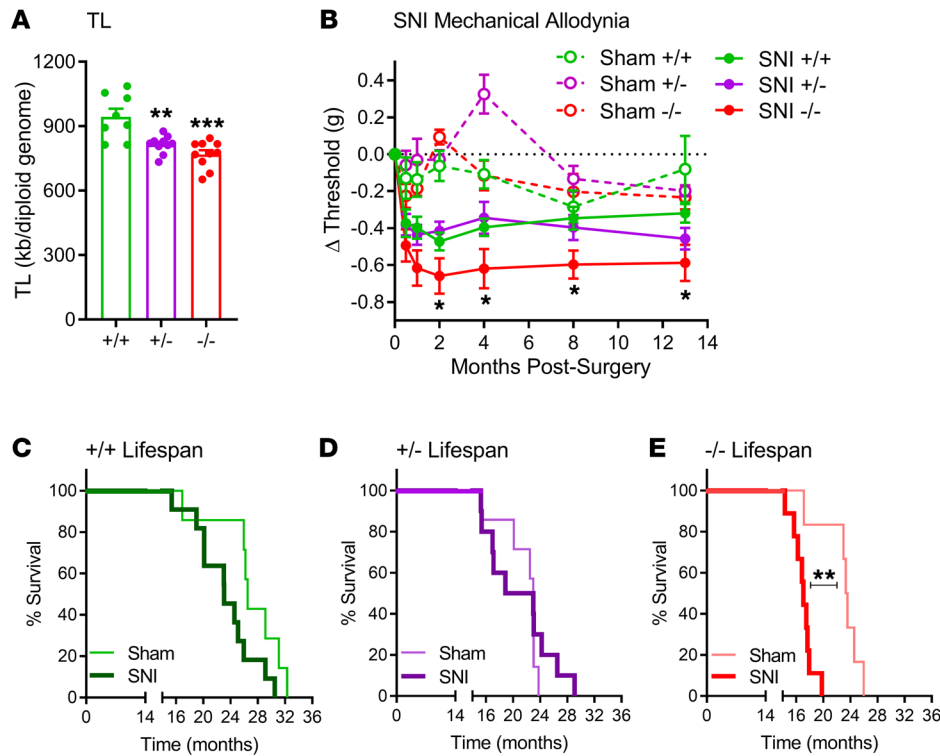 A TL
TL (kb/diploid genome)
1200
900
600
300
0
** ***
+/+ +/- -/-
B SNI Mechanical Allodynia
Sham +/+ SNI +/+
Sham +/- SNI +/-
Sham -/- SNI -/-
Δ Threshold (g)
0.4
0.2
0.0
-0.2
-0.4
-0.6
-0.8
* * * *
0 2 4 6 8 10 12 14
Months Post-Surgery
C +/+ Lifespan
% Survival
100
80
60
40
20
0
Sham
SNI
0 14 16 20 24 28 32 36
Time (months)
D +/- Lifespan
% Survival
100
80
60
40
20
0
Sham
SNI
0 14 16 20 24 28 32 36
Time (months)
E -/- Lifespan
% Survival
100
80
60
40
20
0
**
Sham
SNI
0 14 16 20 24 28 32 36
Time (months)